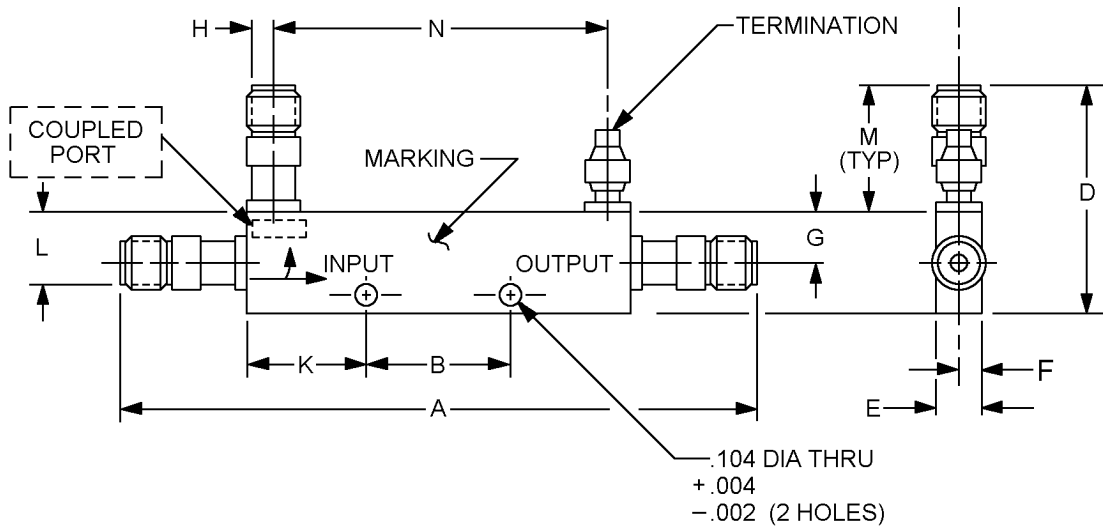 H
N
TERMINATION
COUPLED
PORT
MARKING
M
(TYP)
D
L
G
INPUT
OUTPUT
K
B
F
A
E
.104 DIA THRU
+.004
–.002 (2 HOLES)